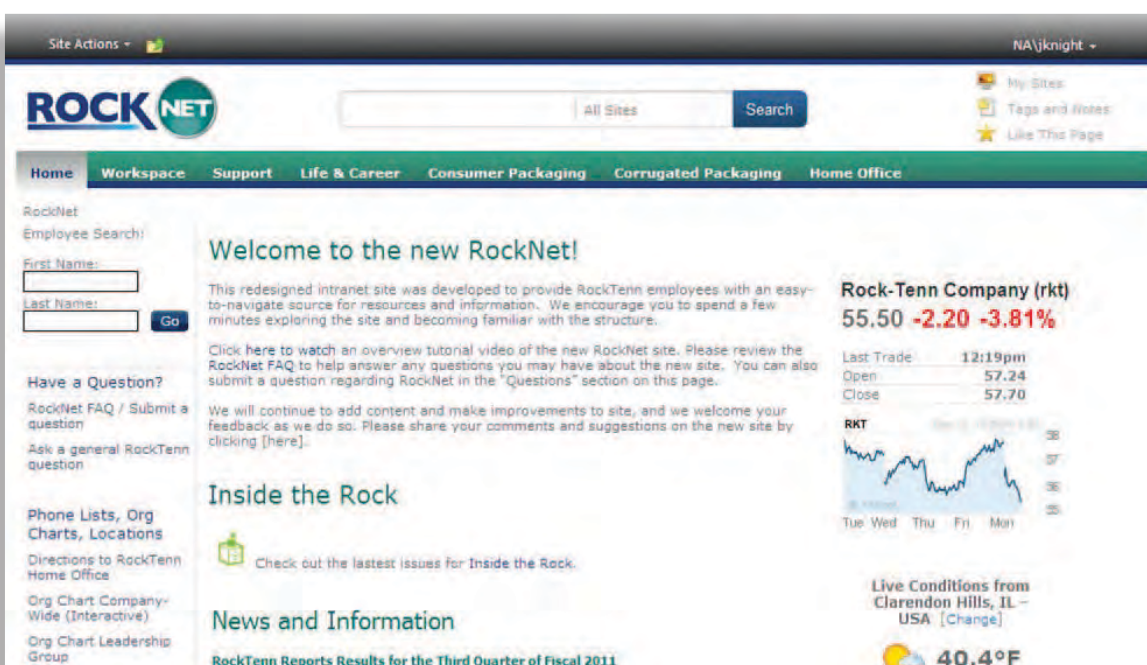 Site Actions
NA\jknight
ROCK NET
All Sites
Search
My Sites
Tags and Notes
Like This Page
Home Workspace Support Life & Career Consumer Packaging Corrugated Packaging Home Office
RockNet
Employee Search:
First Name:
Last Name:
Go
Have a Question?
RockNet FAQ / Submit a
question
Ask a general RockTenn
question
Phone Lists, Org
Charts, Locations
Directions to RockTenn
Home Office
Org Chart Company-
Wide (Interactive)
Org Chart Leadership
Group
Welcome to the new RockNet!
This redesigned intranet site was developed to provide RockTenn employees with an easy-
to-navigate source for resources and information. We encourage you to spend a few
minutes exploring the site and becoming familiar with the structure.
Click here to watch an overview tutorial video of the new RockNet site. Please review the
RockNet FAQ to help answer any questions you may have about the new site. You can also
submit a question regarding RockNet in the "Questions" section on this page.
We will continue to add content and make improvements to site, and we welcome your
feedback as we do so. Please share your comments and suggestions on the new site by
clicking [here].
Inside the Rock
Check out the lastest issues for Inside the Rock.
News and Information
RockTenn Reports Results for the Third Quarter of Fiscal 2011
Rock-Tenn Company (rkt)
55.50 -2.20 -3.81%
Last Trade 12:19pm
Open 57.24
Close 57.70
RKT
58
57
56
55
Tue Wed Thu Fri Mon
Live Conditions from
Clarendon Hills, IL –
USA [Change]
40.4°F